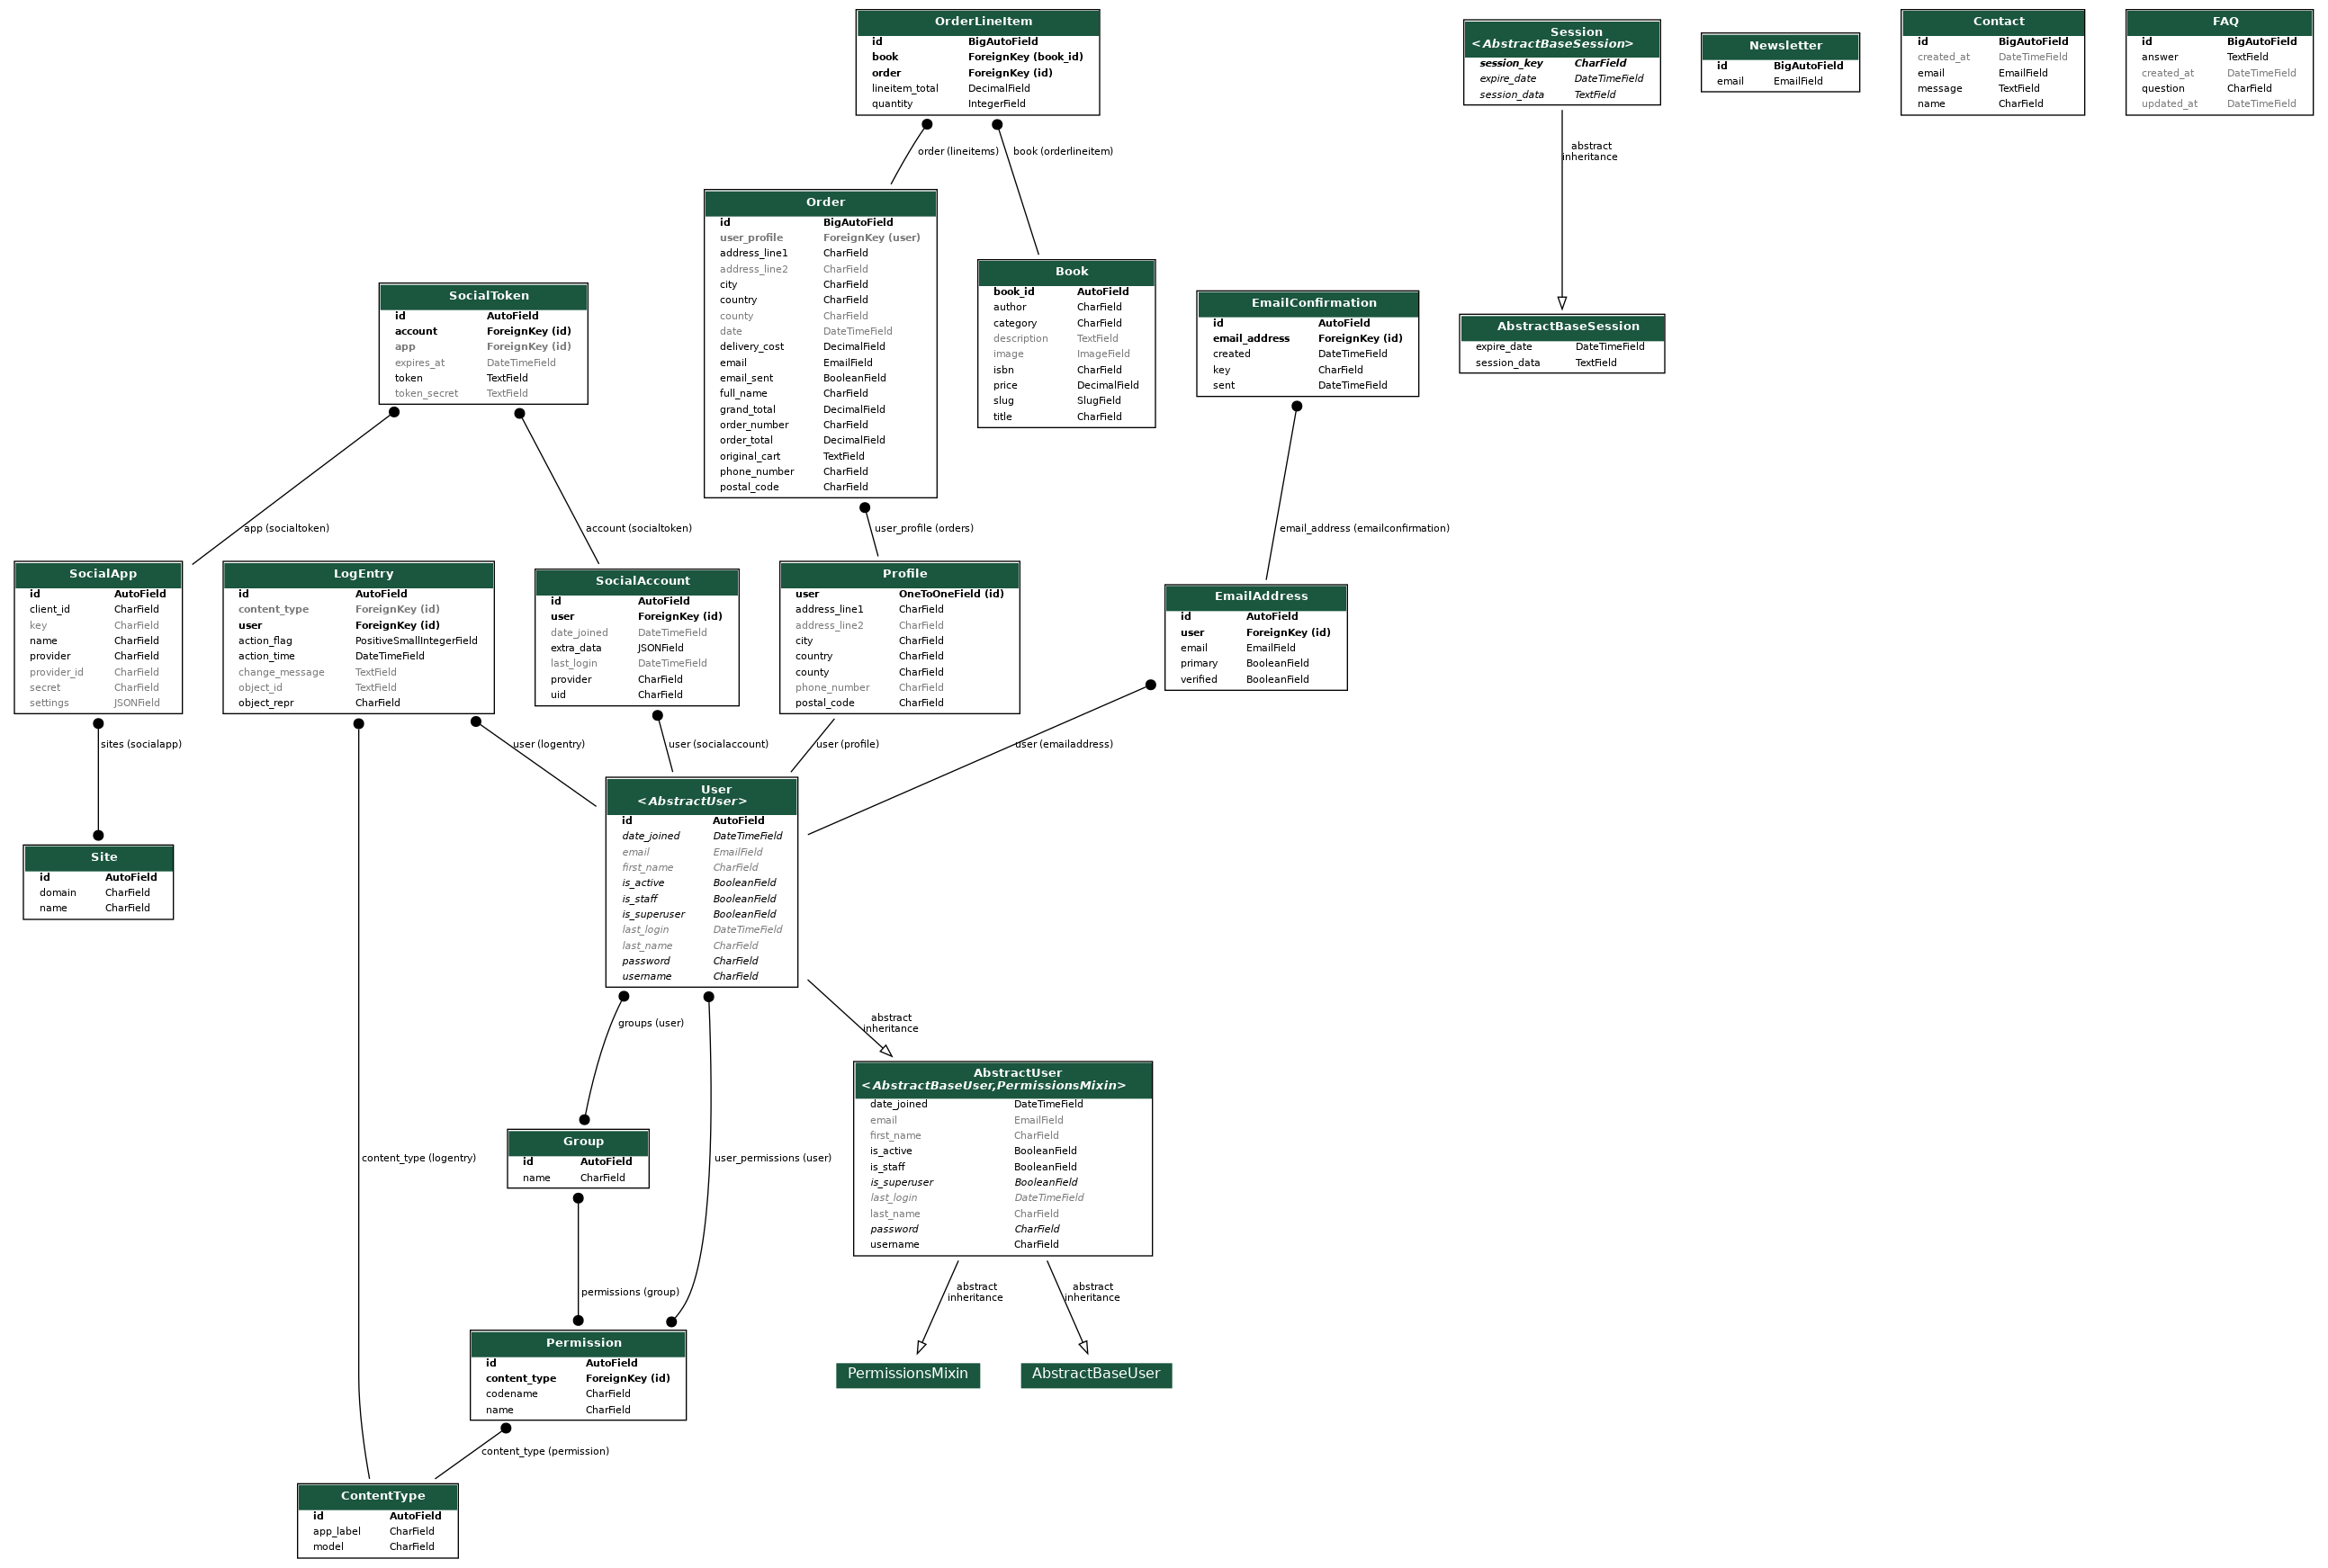 OrderLineItem
id BigAutoField
book ForeignKey (book_id)
order ForeignKey (id)
lineitem_total DecimalField
quantity IntegerField
Session
<AbstractBaseSession>
session_key CharField
expire_date DateTimeField
session_data TextField
Newsletter
id BigAutoField
email EmailField
Contact
id BigAutoField
created_at DateTimeField
email EmailField
message TextField
name CharField
FAQ
id BigAutoField
answer TextField
created_at DateTimeField
question CharField
updated_at DateTimeField
order (lineitems)
book (orderlineitem)
abstract
inheritance
Order
id BigAutoField
user_profile ForeignKey (user)
address_line1 CharField
address_line2 CharField
city CharField
country CharField
county CharField
date DateTimeField
delivery_cost DecimalField
email EmailField
email_sent BooleanField
full_name CharField
grand_total DecimalField
order_number CharField
order_total DecimalField
original_cart TextField
phone_number CharField
postal_code CharField
Book
book_id AutoField
author CharField
category CharField
description TextField
image ImageField
isbn CharField
price DecimalField
slug SlugField
title CharField
SocialToken
id AutoField
account ForeignKey (id)
app ForeignKey (id)
expires_at DateTimeField
token TextField
token_secret TextField
EmailConfirmation
id AutoField
email_address ForeignKey (id)
created DateTimeField
key CharField
sent DateTimeField
AbstractBaseSession
expire_date DateTimeField
session_data TextField
app (socialtoken)
account (socialtoken)
user_profile (orders)
email_address (emailconfirmation)
SocialApp
id AutoField
client_id CharField
key CharField
name CharField
provider CharField
provider_id CharField
secret CharField
settings JSONField
LogEntry
id AutoField
content_type ForeignKey (id)
user ForeignKey (id)
action_flag PositiveSmallIntegerField
action_time DateTimeField
change_message TextField
object_id TextField
object_repr CharField
SocialAccount
id AutoField
user ForeignKey (id)
date_joined DateTimeField
extra_data JSONField
last_login DateTimeField
provider CharField
uid CharField
Profile
user OneToOneField (id)
address_line1 CharField
address_line2 CharField
city CharField
country CharField
county CharField
phone_number CharField
postal_code CharField
EmailAddress
id AutoField
user ForeignKey (id)
email EmailField
primary BooleanField
verified BooleanField
sites (socialapp)
user (logentry)
user (socialaccount)
user (profile)
user (emailaddress)
User
<AbstractUser>
id AutoField
date_joined DateTimeField
email EmailField
first_name CharField
is_active BooleanField
is_staff BooleanField
is_superuser BooleanField
last_login DateTimeField
last_name CharField
password CharField
username CharField
Site
id AutoField
domain CharField
name CharField
groups (user)
abstract
inheritance
AbstractUser
<AbstractBaseUser,PermissionsMixin>
date_joined DateTimeField
email EmailField
first_name CharField
is_active BooleanField
is_staff BooleanField
is_superuser BooleanField
last_login DateTimeField
last_name CharField
password CharField
username CharField
Group
id AutoField
name CharField
content_type (logentry)
user_permissions (user)
permissions (group)
abstract
inheritance
abstract
inheritance
Permission
id AutoField
content_type ForeignKey (id)
codename CharField
name CharField
PermissionsMixin
AbstractBaseUser
content_type (permission)
ContentType
id AutoField
app_label CharField
model CharField